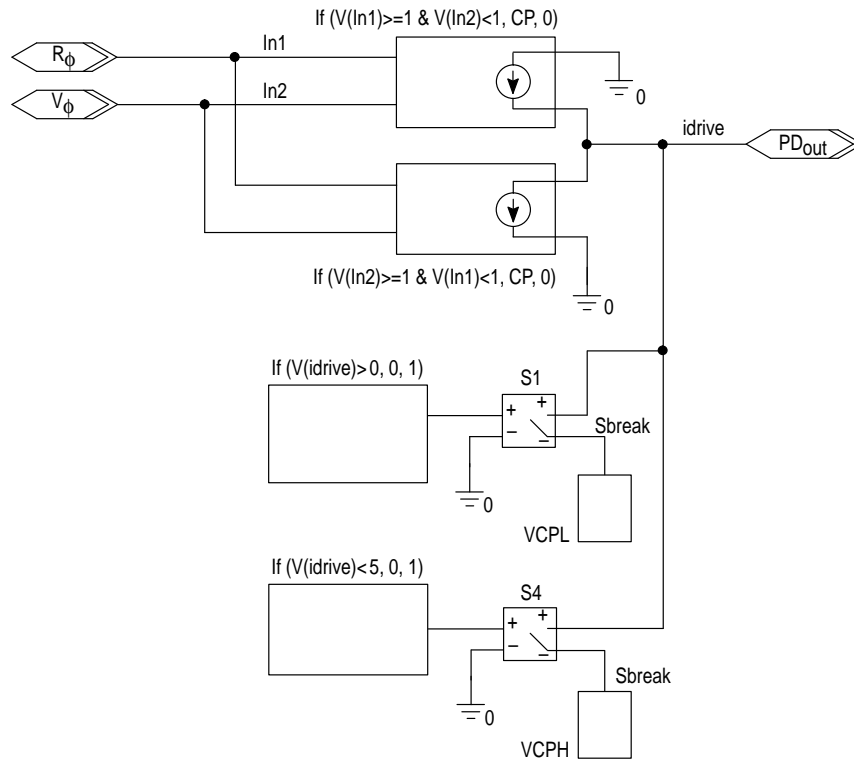 If (V(In1)>=1 & V(In2)<1, CP, 0)
Rϕ
In1
Vϕ
In2
0
idrive
PDout
If (V(In2)>=1 & V(In1)<1, CP, 0)
0
If (V(idrive)>0, 0, 1)
S1
+ +
Sbreak
– –
0
VCPL
If (V(idrive)<5, 0, 1)
S4
+ +
– –
Sbreak
0
VCPH